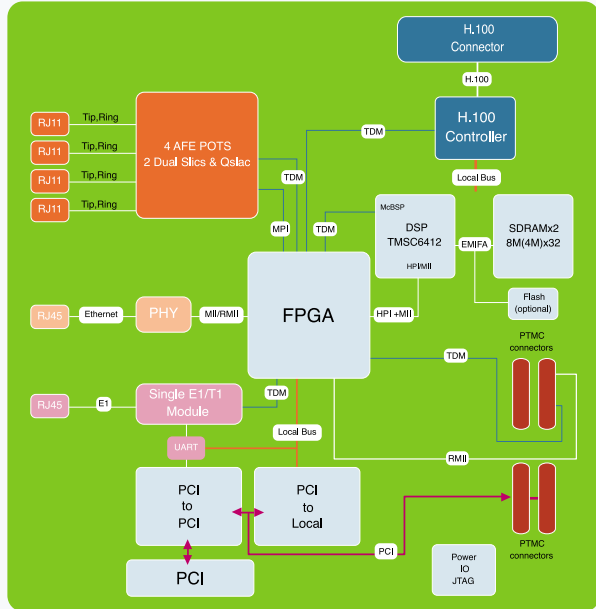 H.100
Connector
H.100
H.100
Controller
TDM
Local Bus
RJ11
Tip,Ring
RJ11
Tip,Ring
RJ11
Tip,Ring
RJ11
Tip,Ring
4 AFE POTS
2 Dual Slics & Qslac
TDM
MPI
TDM
McBSP
DSP
TMSC6412
HPI/MII
EMIFA
SDRAMx2
8M(4M)x32
Flash
(optional)
RJ45
Ethernet
PHY
MII/RMII
FPGA
HPI +MII
PTMC
connectors
TDM
RJ45
E1
Single E1/T1
Module
TDM
Local Bus
UART
RMII
PCI
to
PCI
PCI
to
Local
PCI
PTMC
connectors
PCI
Power
IO
JTAG